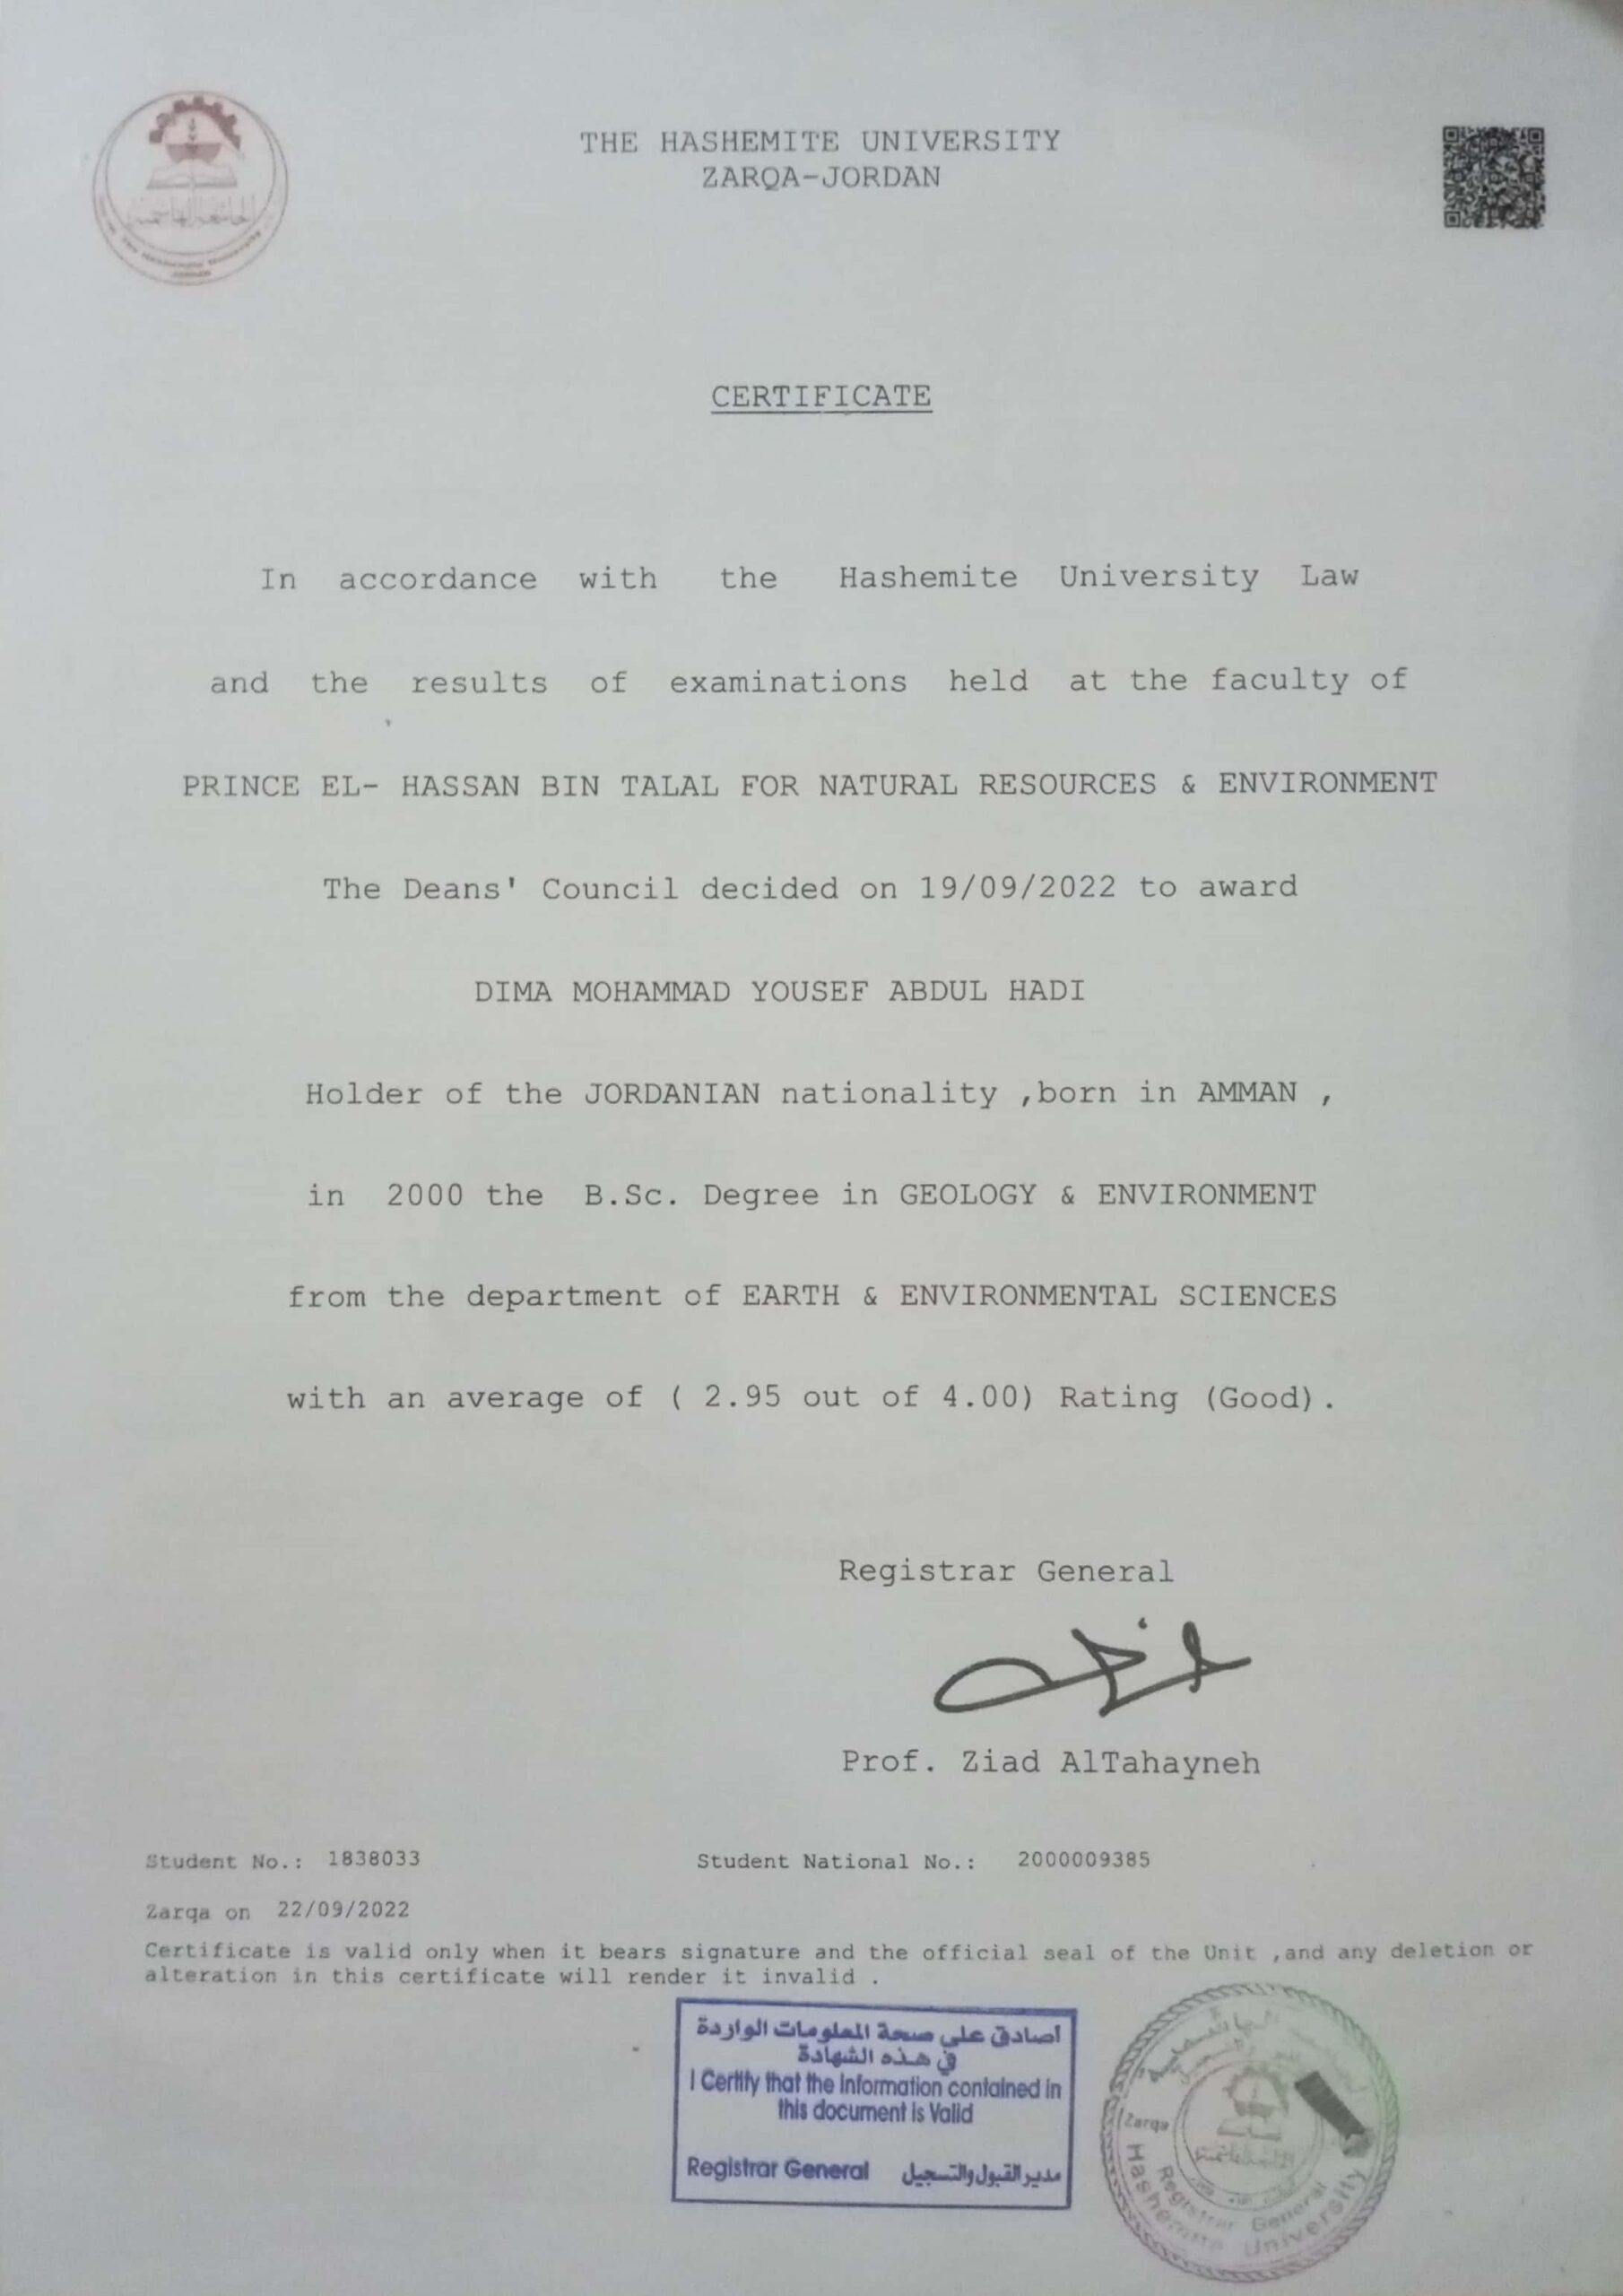 THE HASHEMITE UNIVERSITY
ZARQA-JORDAN
الجامعة الهاشمية
CERTIFICATE
In accordance with the Hashemite University Law
and the results of examinations held at the faculty of
PRINCE EL- HASSAN BIN TALAL FOR NATURAL RESOURCES & ENVIRONMENT
The Deans' Council decided on 19/09/2022 to award
DIMA MOHAMMAD YOUSEF ABDUL HADI
Holder of the JORDANIAN nationality ,born in AMMAN ,
in 2000 the B.Sc. Degree in GEOLOGY & ENVIRONMENT
from the department of EARTH & ENVIRONMENTAL SCIENCES
with an average of ( 2.95 out of 4.00) Rating (Good).
Registrar General
Prof. Ziad AlTahayneh
Student No.: 1838033 Student National No.: 2000009385
Zarqa on 22/09/2022
Certificate is valid only when it bears signature and the official seal of the Unit ,and any deletion or
alteration in this certificate will render it invalid .
أصادق على صحة المعلومات الواردة
في هذه الشهادة
I Certify that the information contained in
this document is Valid
Registrar General مدير القبول والتسجيل
Zarqa
Registrar General
Hashemite University